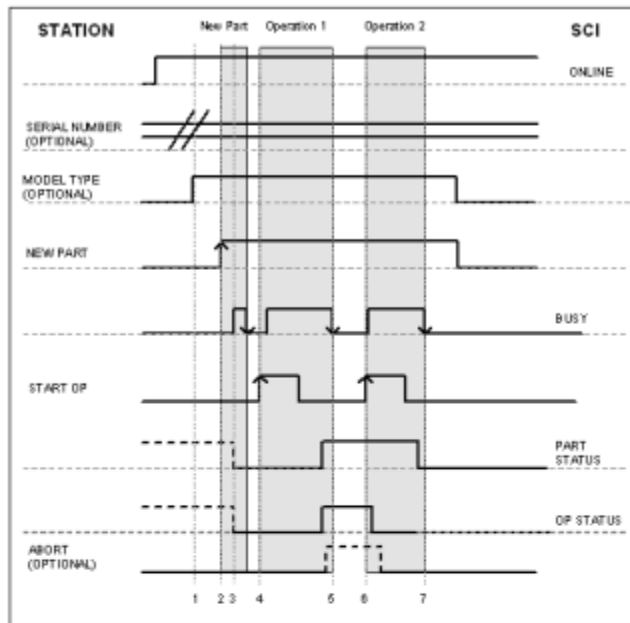 STATION
New Part
Operation 1
Operation 2
SCI
ONLINE
SERIAL NUMBER
(OPTIONAL)
MODEL TYPE
(OPTIONAL)
NEW PART
BUSY
START OP
PART
STATUS
OP STATUS
ABORT
(OPTIONAL)
1 2 3 4 5 6 7